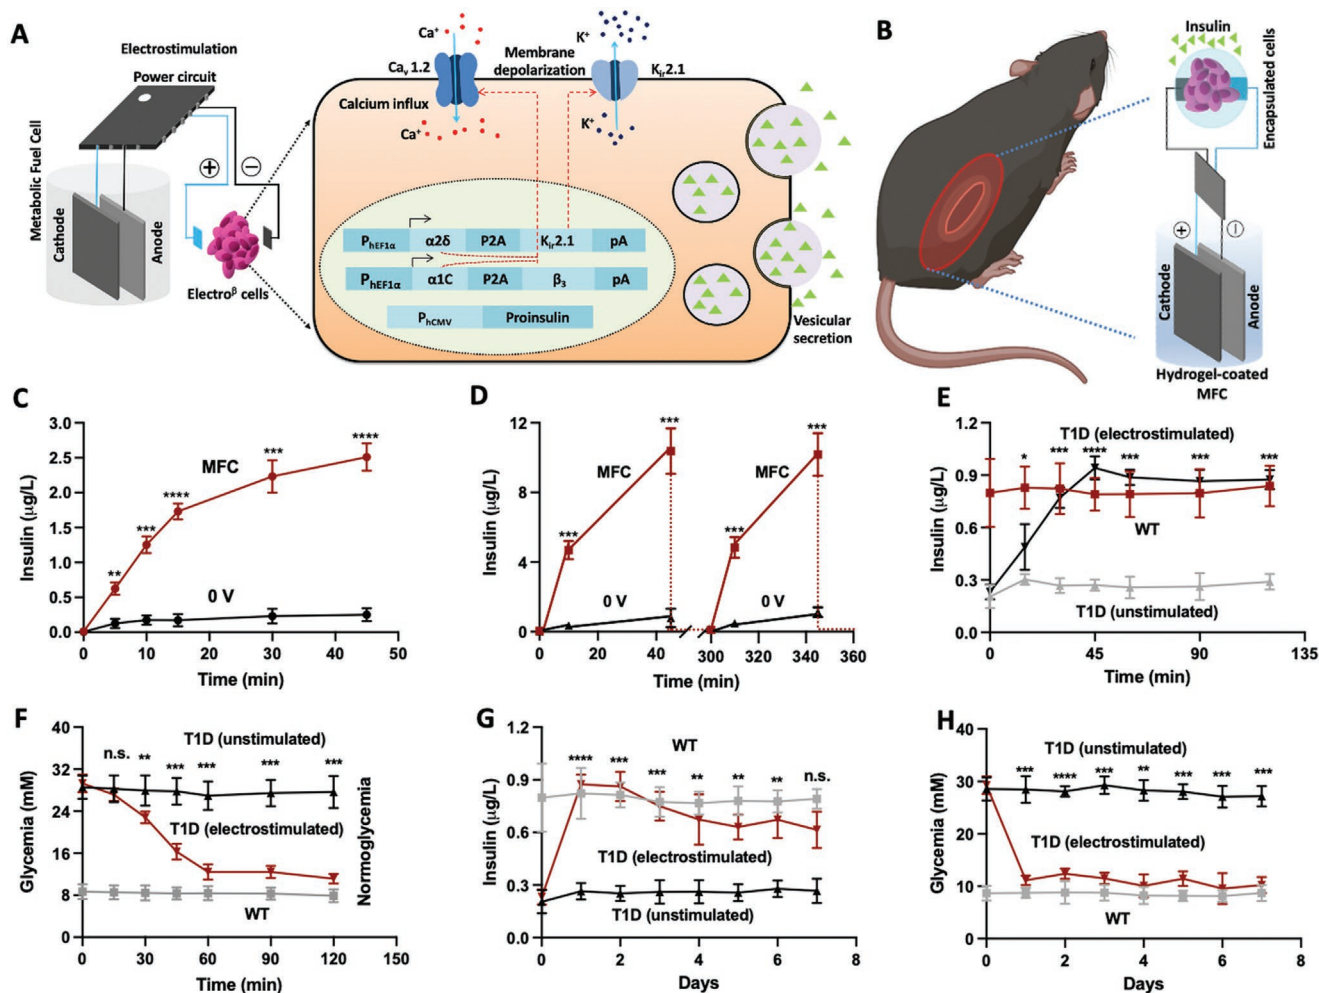 A
Electrostimulation
Power circuit
Metabolic Fuel Cell
Cathode
Anode
+
−
Electroᵝ cells
Ca⁺
Caᵥ 1.2
Calcium influx
Ca⁺
Membrane
depolarization
K⁺
Kᵢᵣ2.1
K⁺
P_hEF1α α2δ P2A Kᵢᵣ2.1 pA
P_hEF1α α1C P2A β₃ pA
P_hCMV Proinsulin
Vesicular
secretion
B
Insulin
Encapsulated cells
+
−
Cathode
Anode
Hydrogel-coated
MFC
C
Insulin (μg/L)
3.0
2.5
2.0
1.5
1.0
0.5
0.0
** *** **** *** ****
MFC
0 V
0 10 20 30 40 50
Time (min)
D
Insulin (μg/L)
12
8
4
0
*** *** *** ***
MFC MFC
0 V 0 V
0 20 40 300 320 340 360
Time (min)
E
Insulin (μg/L)
1.2
0.9
0.6
0.3
0.0
T1D (electrostimulated)
* *** **** *** *** ***
WT
T1D (unstimulated)
0 45 90 135
Time (min)
F
Glycemia (mM)
40
32
24
16
8
0
T1D (unstimulated)
n.s. ** *** *** *** ***
T1D (electrostimulated)
WT
Normoglycemia
0 30 60 90 120 150
Time (min)
G
Insulin (μg/L)
1.2
0.9
0.6
0.3
0.0
WT
**** *** *** ** ** ** n.s.
T1D (electrostimulated)
T1D (unstimulated)
0 2 4 6 8
Days
H
Glycemia (mM)
40
30
20
10
0
T1D (unstimulated)
*** **** *** ** *** *** ***
T1D (electrostimulated)
WT
0 2 4 6 8
Days